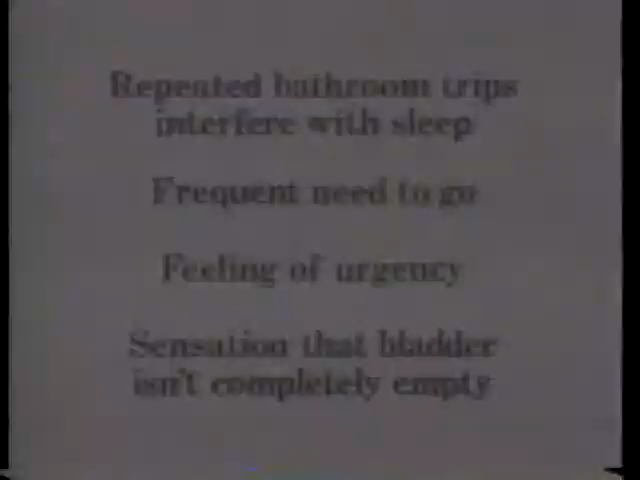 Repeated bathroom trips
interfere with sleep
Frequent need to go
Feeling of urgency
Sensation that bladder
isn't completely empty